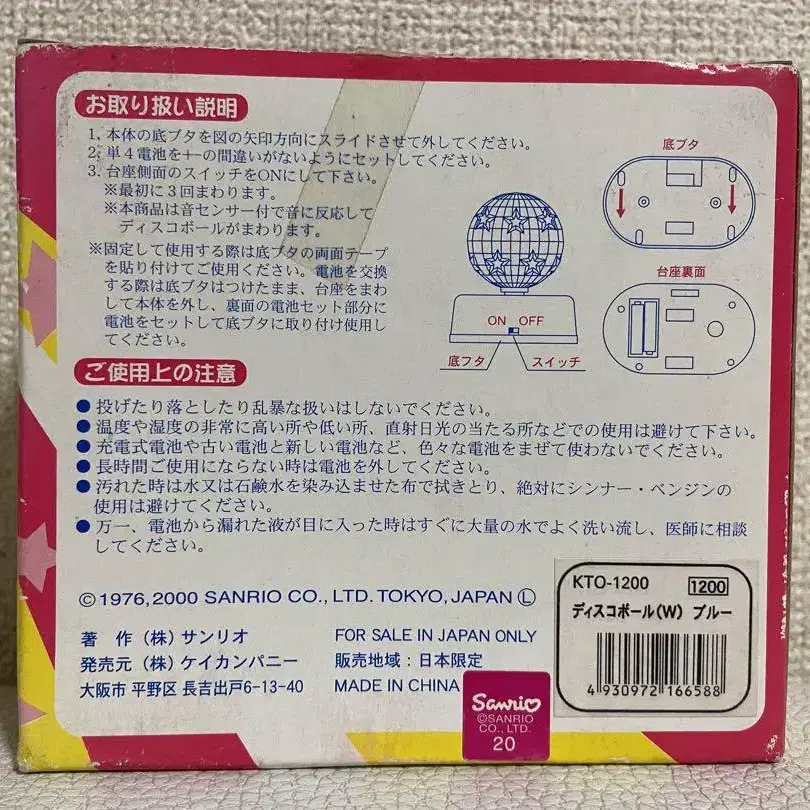 お取り扱い説明
1. 本体の底ブタを図の矢印方向にスライドさせて外してください。
2. 単4電池を+−の間違いがないようにセットしてください。
3. 台座側面のスイッチをONにして下さい。
※最初に3回まわります。
※本商品は音センサー付で音に反応して
ディスコボールがまわります。
※固定して使用する際は底ブタの両面テープ
を貼り付けてご使用ください。電池を交換
する際は底ブタはつけたまま、台座をまわ
して本体を外し、裏面の電池セット部分に
電池をセットして底ブタに取り付け使用し
てください。
底ブタ
台座裏面
ON OFF
底フタ
スイッチ
ご使用上の注意
● 投げたり落としたり乱暴な扱いはしないでください。
● 温度や湿度の非常に高い所や低い所、直射日光の当たる所などでの使用は避けて下さい。
● 充電式電池や古い電池と新しい電池など、色々な電池をまぜて使わないでください。
● 長時間ご使用にならない時は電池を外してください。
● 汚れた時は水又は石鹸水を染み込ませた布で拭きとり、絶対にシンナー・ベンジンの
使用は避けてください。
● 万一、電池から漏れた液が目に入った時はすぐに大量の水でよく洗い流し、医師に相談
してください。
©1976,2000 SANRIO CO., LTD. TOKYO, JAPAN Ⓛ
著 作 (株) サンリオ
発売元 (株) ケイカンパニー
大阪市 平野区 長吉出戸6-13-40
FOR SALE IN JAPAN ONLY
販売地域:日本限定
MADE IN CHINA
Sanrio
©SANRIO
CO., LTD.
20
KTO-1200 1200
ディスコボール(W) ブルー
4 930972 166588